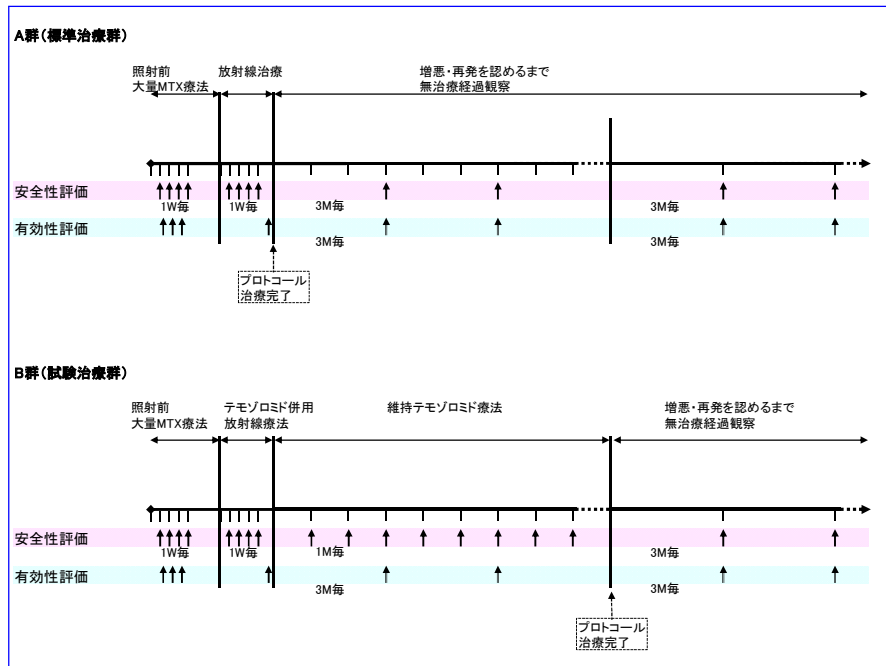 A群(標準治療群)
照射前
大量MTX療法
放射線治療
増悪・再発を認めるまで
無治療経過観察
安全性評価
1W毎
1W毎
3M毎
3M毎
有効性評価
3M毎
3M毎
プロトコール
治療完了
B群(試験治療群)
照射前
大量MTX療法
テモゾロミド併用
放射線療法
維持テモゾロミド療法
増悪・再発を認めるまで
無治療経過観察
安全性評価
1W毎
1W毎
1M毎
3M毎
有効性評価
3M毎
3M毎
プロトコール
治療完了